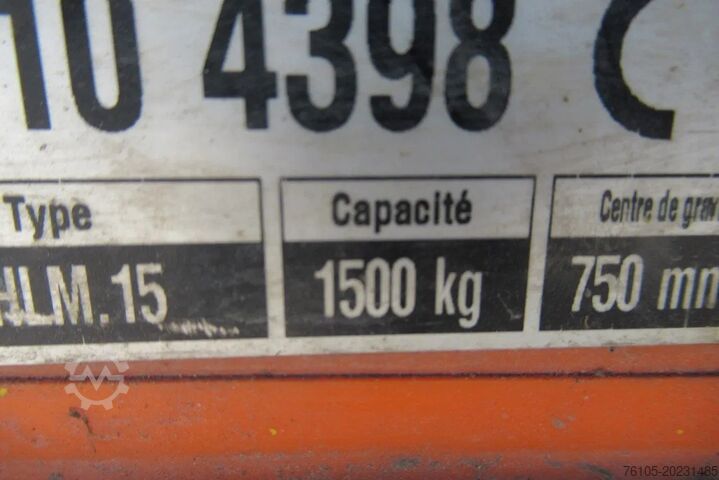 10 4398 C
Type Capacité Centre de grav
HLM.15 1500 kg 750 mm
76105-20231485